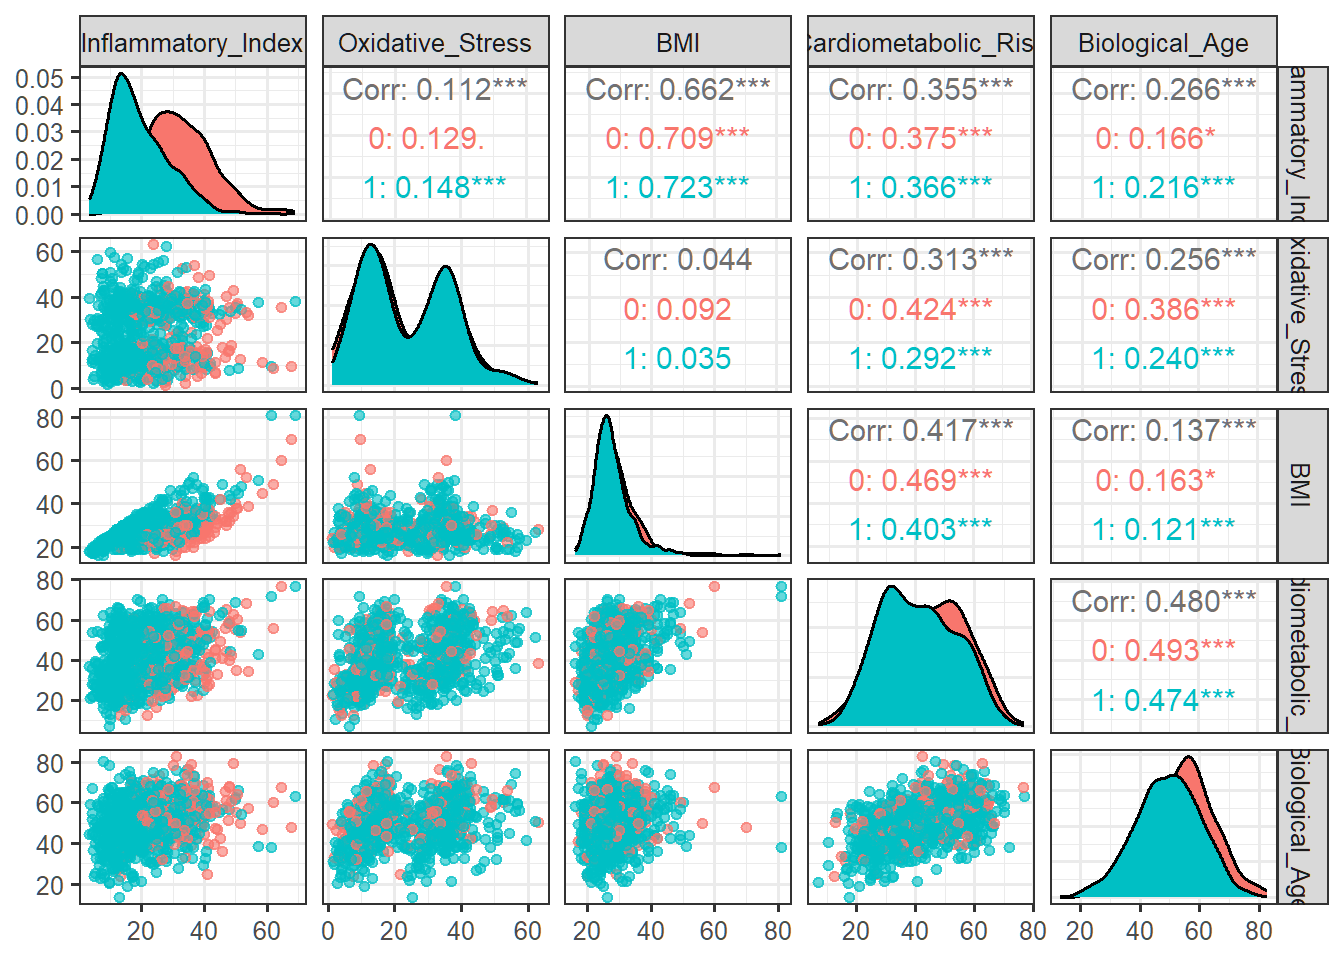 Inflammatory_Index
Oxidative_Stress
BMI
Cardiometabolic_Ris
Biological_Age
0.05
0.04
0.03
0.02
0.01
0.00
Corr: 0.112***
0: 0.129.
1: 0.148***
Corr: 0.662***
0: 0.709***
1: 0.723***
Corr: 0.355***
0: 0.375***
1: 0.366***
Corr: 0.266***
0: 0.166*
1: 0.216***
ammatory_Ind
60
40
20
0
Corr: 0.044
0: 0.092
1: 0.035
Corr: 0.313***
0: 0.424***
1: 0.292***
Corr: 0.256***
0: 0.386***
1: 0.240***
xidative_Stres
80
60
40
20
Corr: 0.417***
0: 0.469***
1: 0.403***
Corr: 0.137***
0: 0.163*
1: 0.121***
BMI
80
60
40
20
Corr: 0.480***
0: 0.493***
1: 0.474***
diometabolic_
80
60
40
20
Biological_Age
20 40 60
0 20 40 60
20 40 60 80
20 40 60 80
20 40 60 80